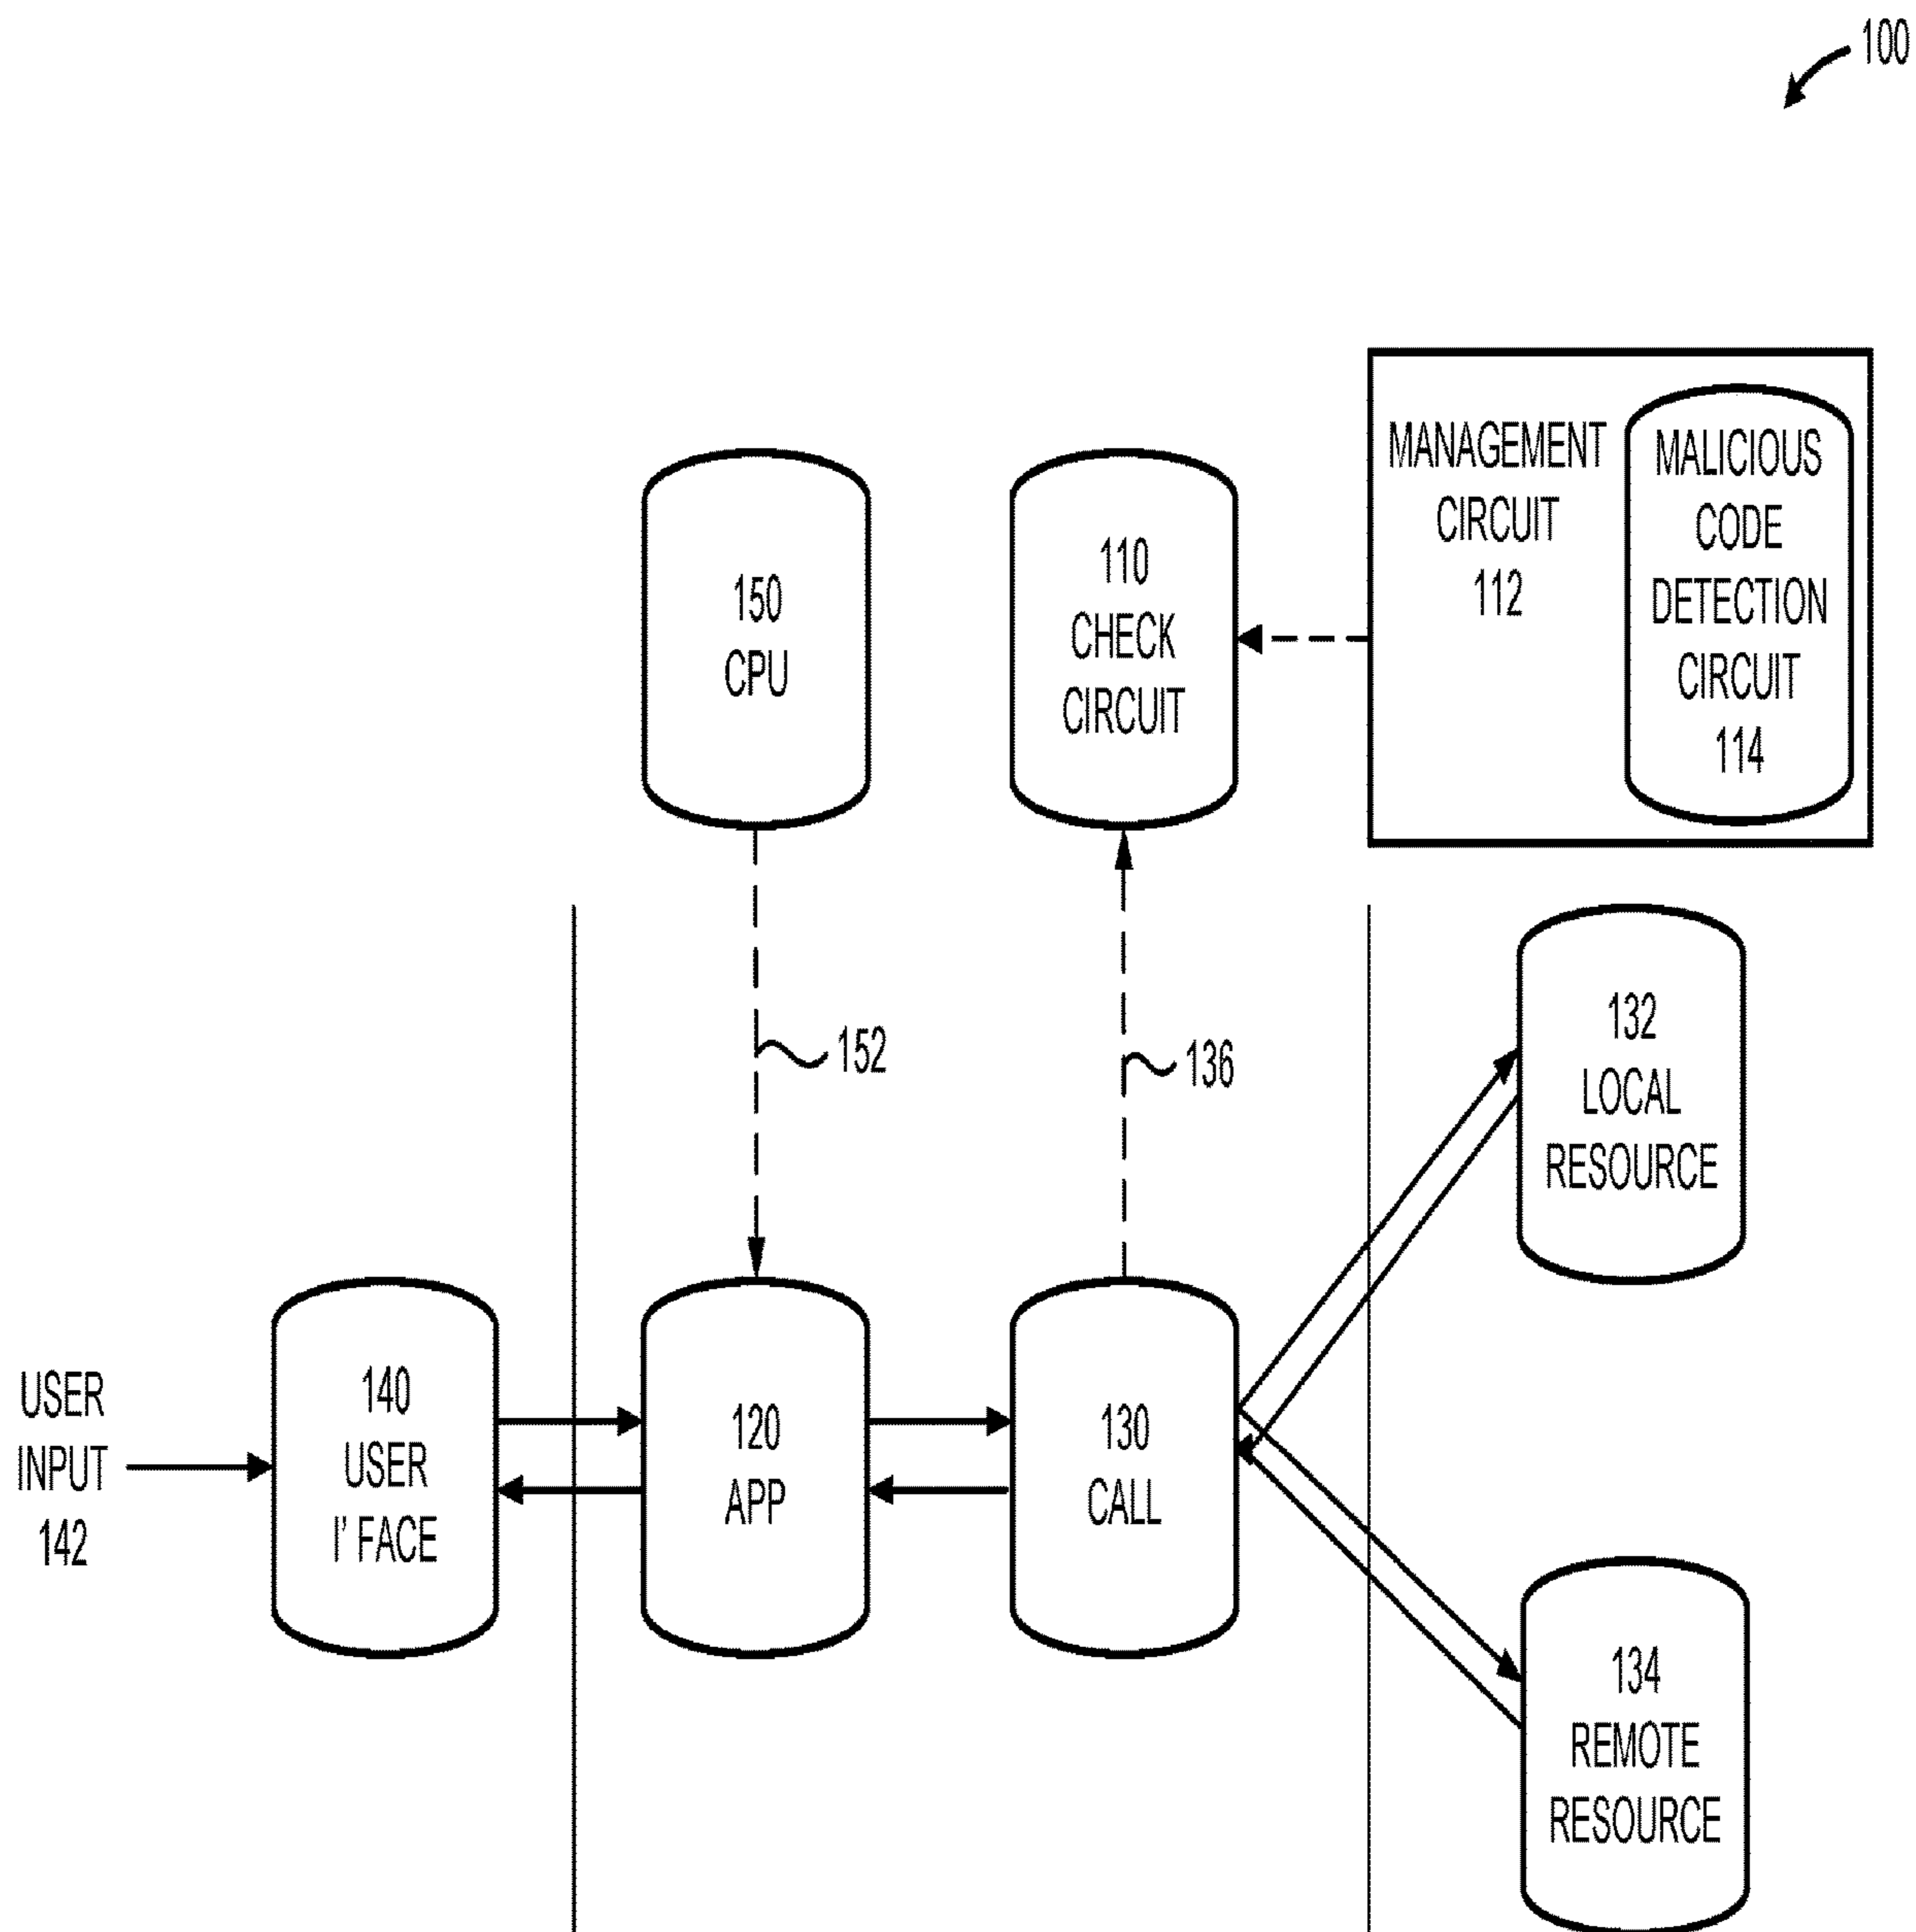 100
MANAGEMENT
CIRCUIT
112
MALICIOUS
CODE
DETECTION
CIRCUIT
114
150
CPU
110
CHECK
CIRCUIT
152
136
132
LOCAL
RESOURCE
USER
INPUT
142
140
USER
I' FACE
120
APP
130
CALL
134
REMOTE
RESOURCE